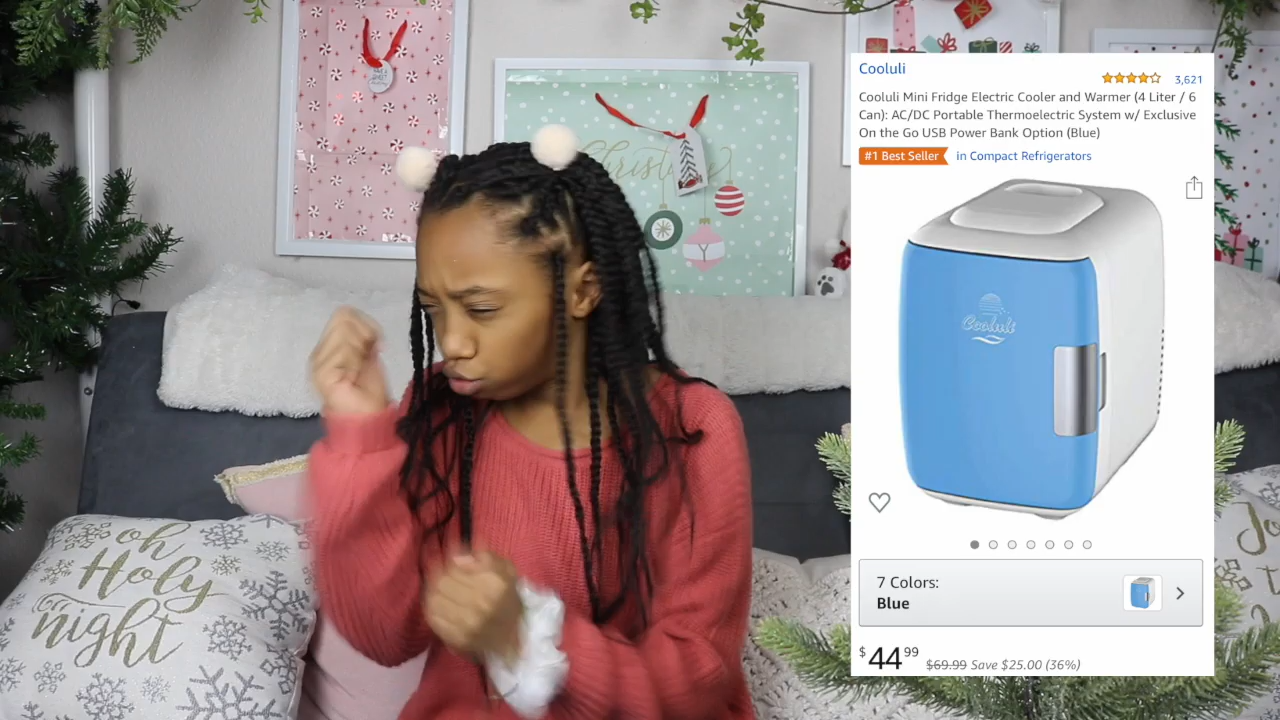 Christmas
oh
Holy
night
Cooluli
3,621
Cooluli Mini Fridge Electric Cooler and Warmer (4 Liter / 6
Can): AC/DC Portable Thermoelectric System w/ Exclusive
On the Go USB Power Bank Option (Blue)
#1 Best Seller in Compact Refrigerators
Cooluli
7 Colors:
Blue
$44 99 $69.99 Save $25.00 (36%)